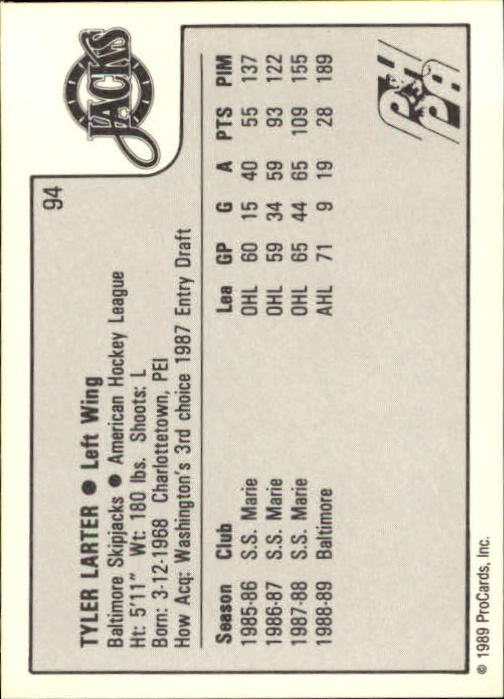 JACKS
94
TYLER LARTER ● Left Wing
Baltimore Skipjacks ● American Hockey League
Ht: 5'11" Wt: 180 lbs. Shoots: L
Born: 3-12-1968 Charlottetown, PEI
How Acq: Washington's 3rd choice 1987 Entry Draft
Season Club Lea GP G A PTS PIM
1985-86 S.S. Marie OHL 60 15 40 55 137
1986-87 S.S. Marie OHL 59 34 59 93 122
1987-88 S.S. Marie OHL 65 44 65 109 155
1988-89 Baltimore AHL 71 9 19 28 189
PHPA
© 1989 ProCards, Inc.